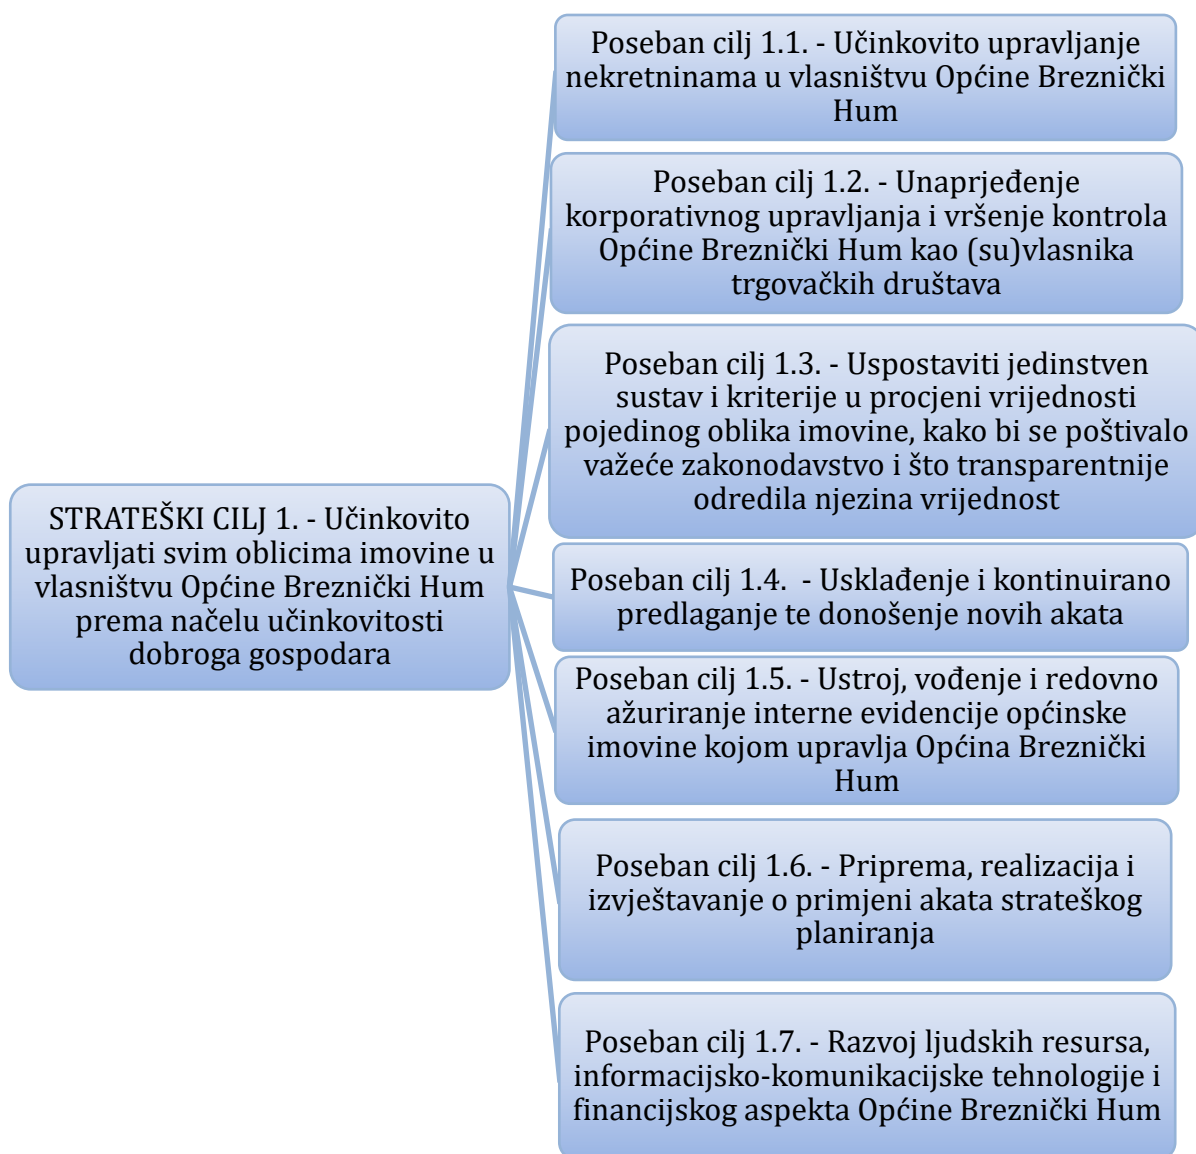 STRATEŠKI CILJ 1. - Učinkovito
upravljati svim oblicima imovine u
vlasništvu Općine Breznički Hum
prema načelu učinkovitosti
dobroga gospodara
Poseban cilj 1.1. - Učinkovito upravljanje
nekretninama u vlasništvu Općine Breznički
Hum
Poseban cilj 1.2. - Unaprjeđenje
korporativnog upravljanja i vršenje kontrola
Općine Breznički Hum kao (su)vlasnika
trgovačkih društava
Poseban cilj 1.3. - Uspostaviti jedinstven
sustav i kriterije u procjeni vrijednosti
pojedinog oblika imovine, kako bi se poštivalo
važeće zakonodavstvo i što transparentnije
odredila njezina vrijednost
Poseban cilj 1.4.  - Usklađenje i kontinuirano
predlaganje te donošenje novih akata
Poseban cilj 1.5. - Ustroj, vođenje i redovno
ažuriranje interne evidencije općinske
imovine kojom upravlja Općina Breznički
Hum
Poseban cilj 1.6. - Priprema, realizacija i
izvještavanje o primjeni akata strateškog
planiranja
Poseban cilj 1.7. - Razvoj ljudskih resursa,
informacijsko-komunikacijske tehnologije i
financijskog aspekta Općine Breznički Hum